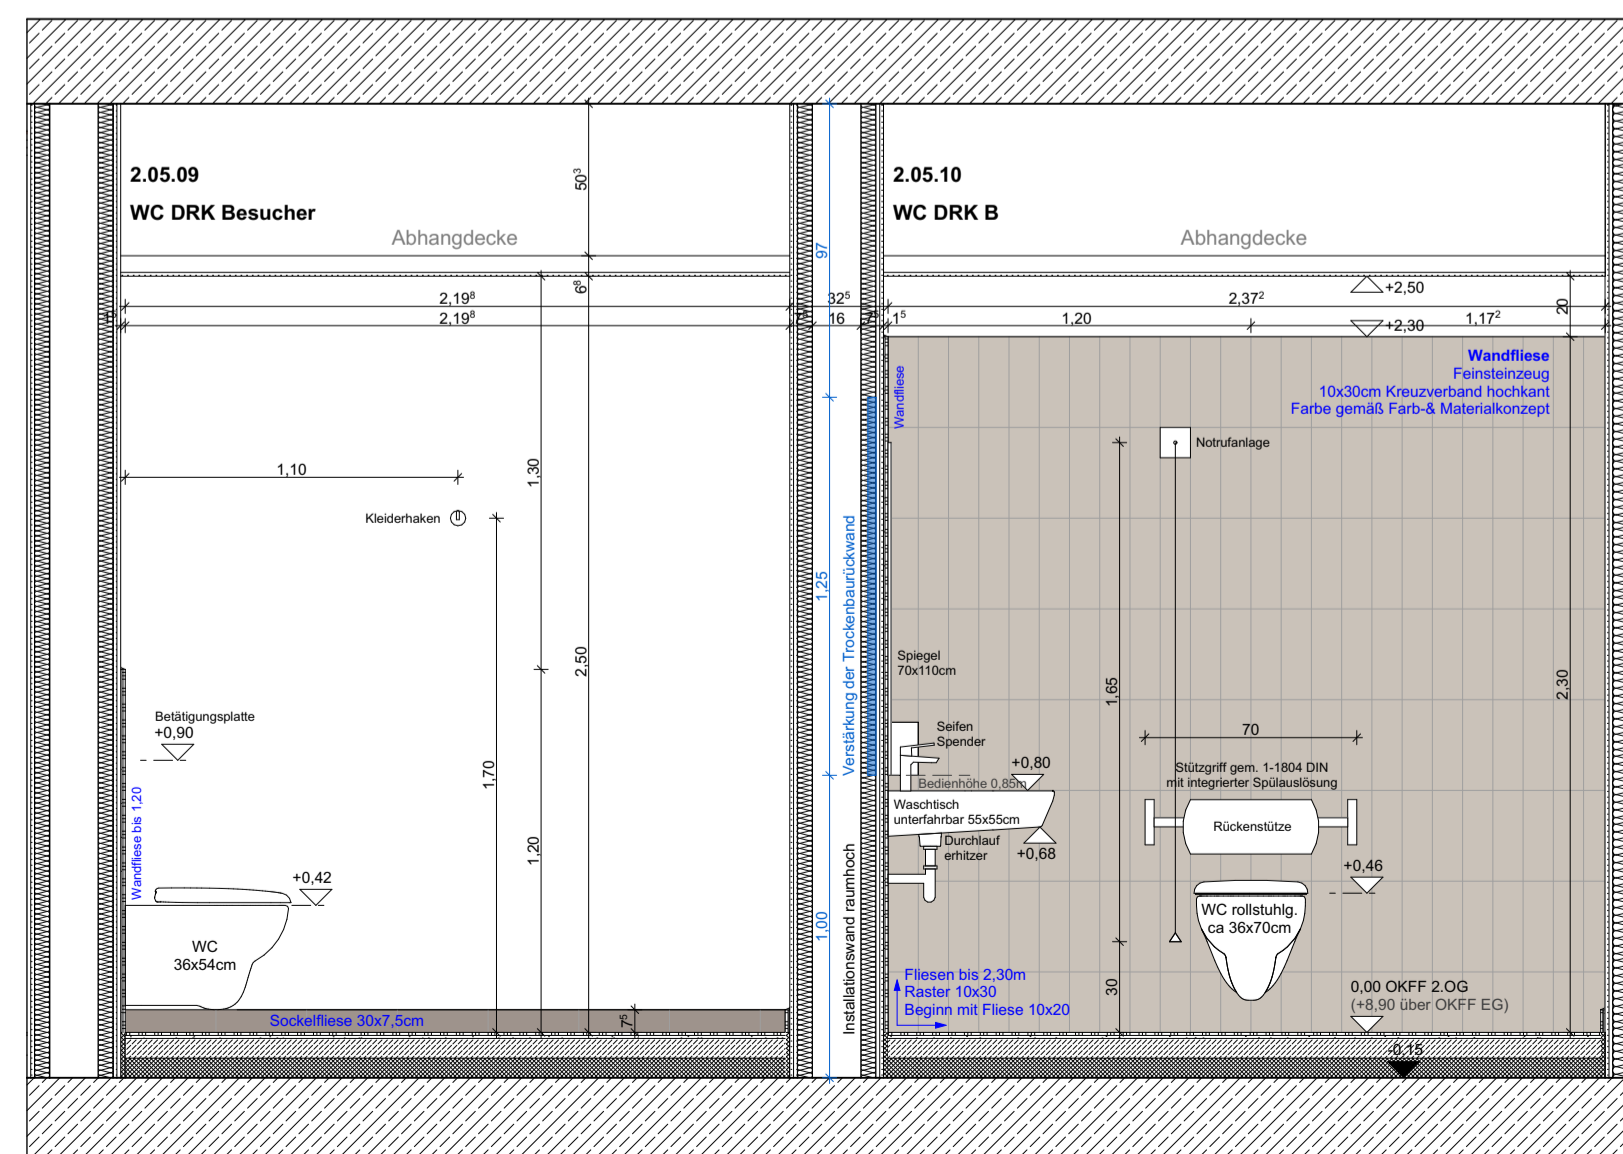 2.05.09
WC DRK Besucher
Abhangdecke
50³
6⁸
2,19⁸
2,19⁸
1⁵
1,10
Kleiderhaken
1,30
2,50
1,70
1,20
Betätigungsplatte
+0,90
Wandfliese bis 1,20
+0,42
WC
36x54cm
Sockelfliese 30x7,5cm
7⁵
97
32⁵
16
7⁵
1,25
Verstärkung der Trockenbaurückwand
1,00
Installationswand raumhoch
2.05.10
WC DRK B
Abhangdecke
+2,50
20
2,37²
1⁵
1,20
+2,30
1,17²
Wandfliese
Wandfliese
Feinsteinzeug
10x30cm Kreuzverband hochkant
Farbe gemäß Farb-& Materialkonzept
Notrufanlage
1,65
2,30
Spiegel
70x110cm
Seifen
Spender
70
+0,80
Bedienhöhe 0,85m
Stützgriff gem. 1-1804 DIN
mit integrierter Spülauslösung
Waschtisch
unterfahrbar 55x55cm
Rückenstütze
Durchlauf
erhitzer
+0,68
+0,46
WC rollstuhlg.
ca 36x70cm
Fliesen bis 2,30m
Raster 10x30
Beginn mit Fliese 10x20
30
0,00 OKFF 2.OG
(+8,90 über OKFF EG)
-0,15